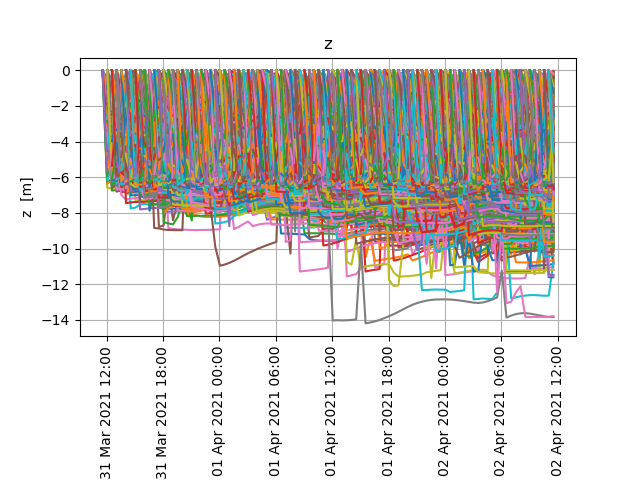 z
0
−2
−4
−6
−8
−10
−12
−14
z [m]
31 Mar 2021 12:00
31 Mar 2021 18:00
01 Apr 2021 00:00
01 Apr 2021 06:00
01 Apr 2021 12:00
01 Apr 2021 18:00
02 Apr 2021 00:00
02 Apr 2021 06:00
02 Apr 2021 12:00